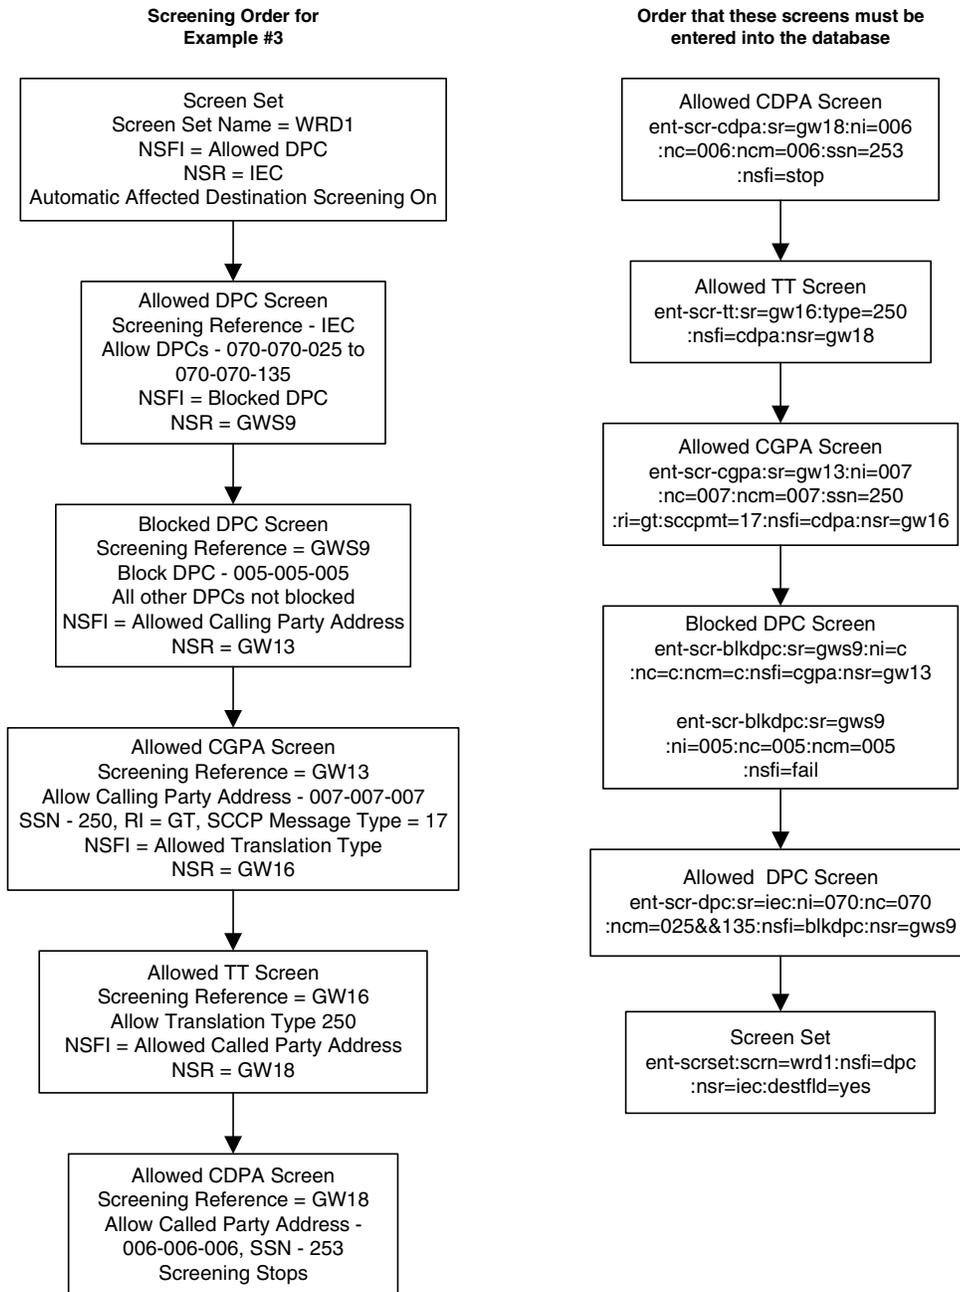 Screening Order for
Example #3
Screen Set
Screen Set Name = WRD1
NSFI = Allowed DPC
NSR = IEC
Automatic Affected Destination Screening On
Allowed DPC Screen
Screening Reference - IEC
Allow DPCs - 070-070-025 to
070-070-135
NSFI = Blocked DPC
NSR = GWS9
Blocked DPC Screen
Screening Reference = GWS9
Block DPC - 005-005-005
All other DPCs not blocked
NSFI = Allowed Calling Party Address
NSR = GW13
Allowed CGPA Screen
Screening Reference = GW13
Allow Calling Party Address - 007-007-007
SSN - 250, RI = GT, SCCP Message Type = 17
NSFI = Allowed Translation Type
NSR = GW16
Allowed TT Screen
Screening Reference = GW16
Allow Translation Type 250
NSFI = Allowed Called Party Address
NSR = GW18
Allowed CDPA Screen
Screening Reference = GW18
Allow Called Party Address -
006-006-006, SSN - 253
Screening Stops
Order that these screens must be
entered into the database
Allowed CDPA Screen
ent-scr-cdpa:sr=gw18:ni=006
:nc=006:ncm=006:ssn=253
:nsfi=stop
Allowed TT Screen
ent-scr-tt:sr=gw16:type=250
:nsfi=cdpa:nsr=gw18
Allowed CGPA Screen
ent-scr-cgpa:sr=gw13:ni=007
:nc=007:ncm=007:ssn=250
:ri=gt:sccpmt=17:nsfi=cdpa:nsr=gw16
Blocked DPC Screen
ent-scr-blkdpc:sr=gws9:ni=c
:nc=c:ncm=c:nsfi=cgpa:nsr=gw13
ent-scr-blkdpc:sr=gws9
:ni=005:nc=005:ncm=005
:nsfi=fail
Allowed DPC Screen
ent-scr-dpc:sr=iec:ni=070:nc=070
:ncm=025&&135:nsfi=blkdpc:nsr=gws9
Screen Set
ent-scrset:scrn=wrd1:nsfi=dpc
:nsr=iec:destfld=yes